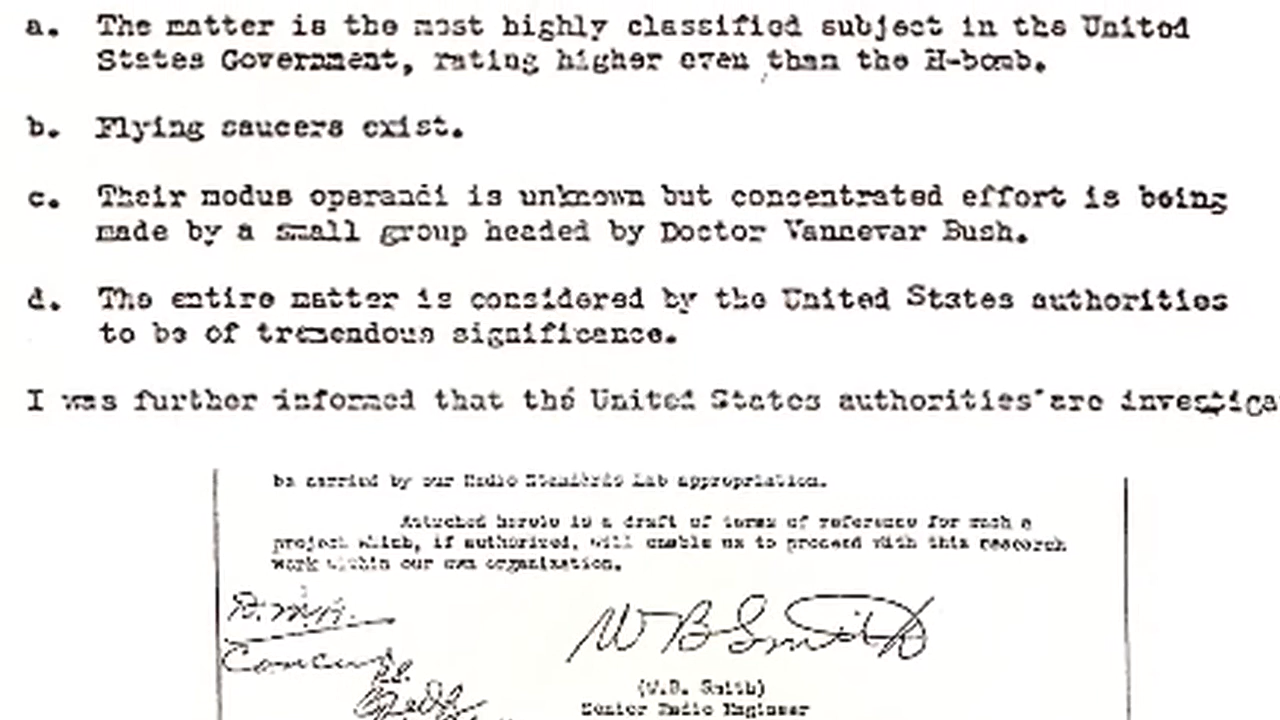 a. The matter is the most highly classified subject in the United
States Government, rating higher even than the H-bomb.
b. Flying saucers exist.
c. Their modus operandi is unknown but concentrated effort is being
made by a small group headed by Doctor Vannevar Bush.
d. The entire matter is considered by the United States authorities
to be of tremendous significance.
I was further informed that the United States authorities are investiga
be carried by our Radio Standards Lab appropriation.
Attached hereto is a draft of terms of reference for such a
project which, if authorized, will enable us to proceed with this research
work within our own organization.
W B Smith
(W.B. Smith)
Senior Radio Engineer